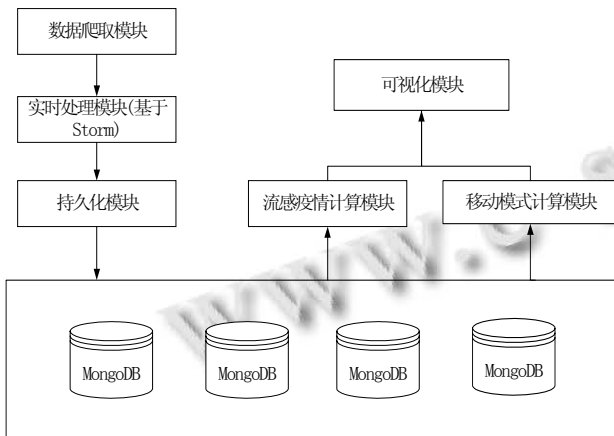 数据爬取模块
实时处理模块(基于
Storm)
持久化模块
可视化模块
流感疫情计算模块
移动模式计算模块
www.c
MongoDB
MongoDB
MongoDB
MongoDB